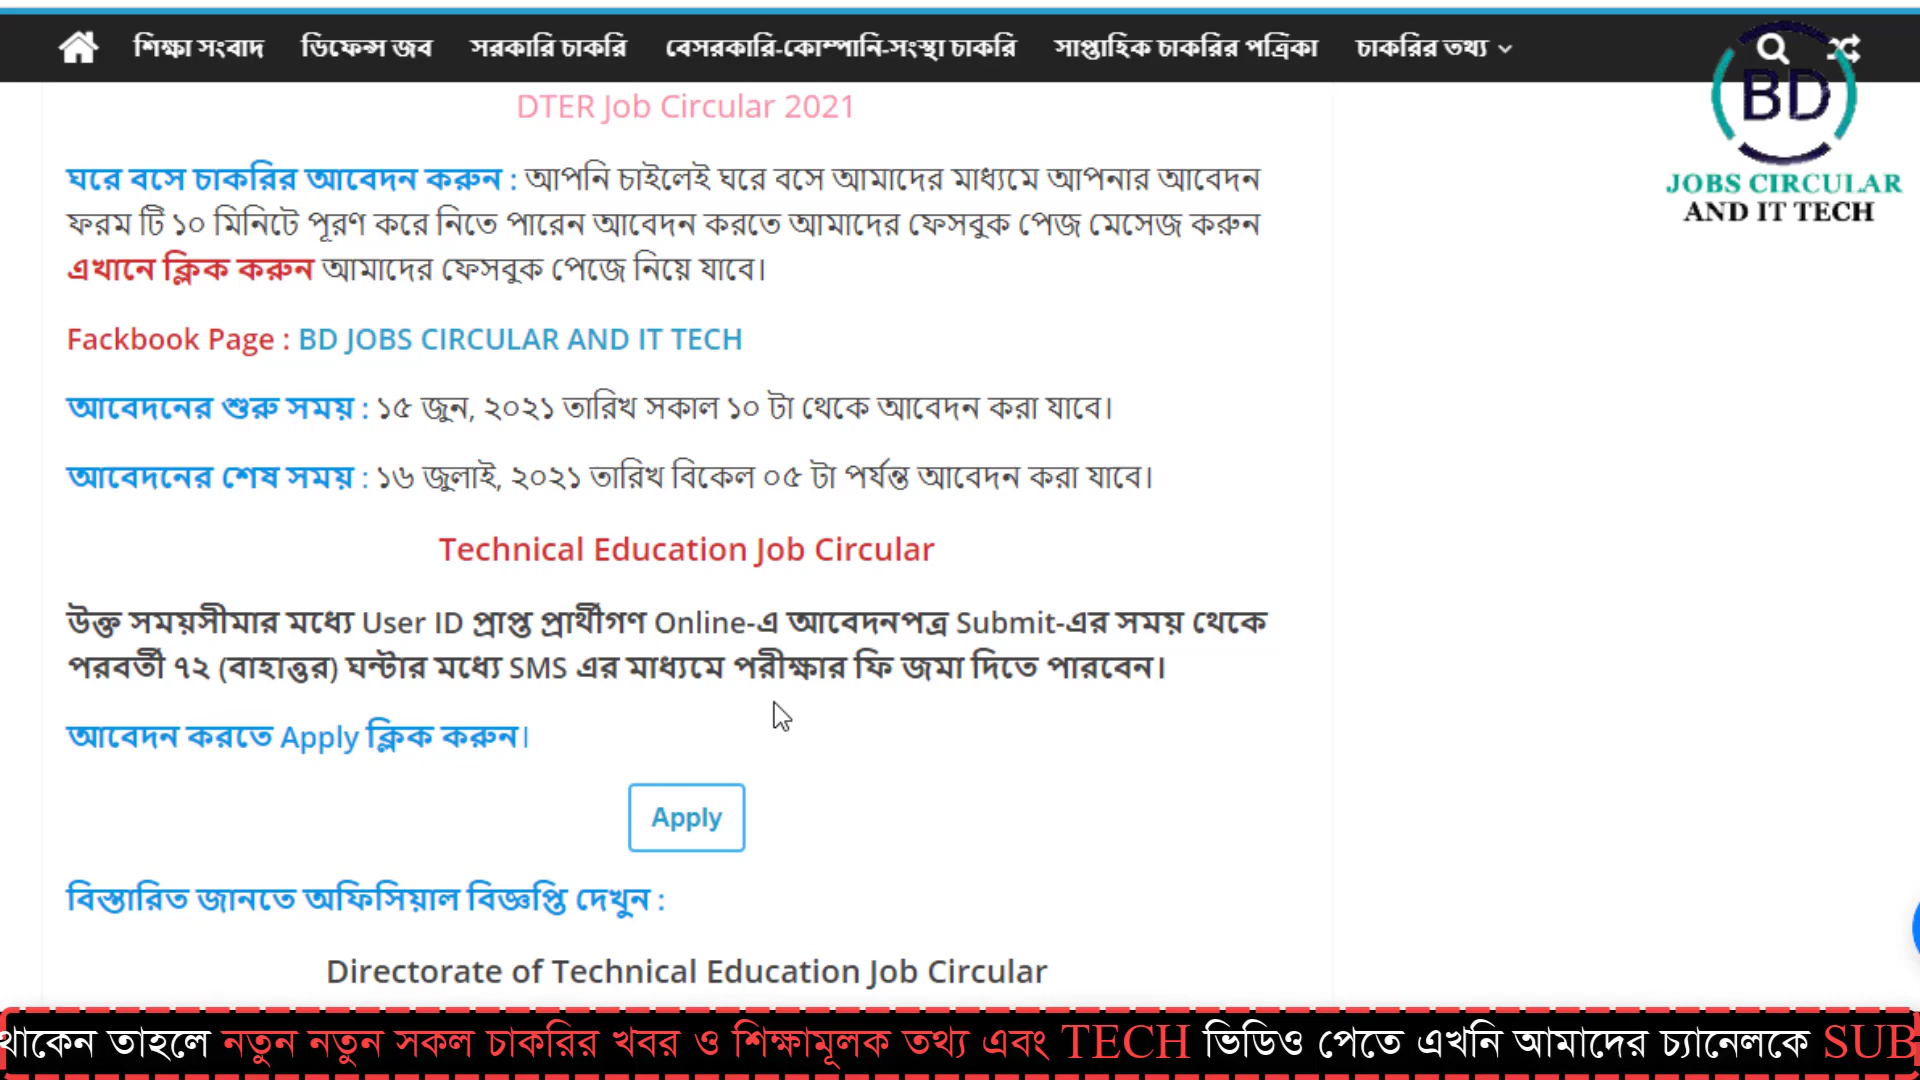 শিক্ষা সংবাদ ডিফেন্স জব সরকারি চাকরি বেসরকারি-কোম্পানি-সংস্থা চাকরি সাপ্তাহিক চাকরির পত্রিকা চাকরির তথ্য
BD
JOBS CIRCULAR
AND IT TECH
DTER Job Circular 2021
ঘরে বসে চাকরির আবেদন করুন : আপনি চাইলেই ঘরে বসে আমাদের মাধ্যমে আপনার আবেদন
ফরম টি ১০ মিনিটে পূরণ করে নিতে পারেন আবেদন করতে আমাদের ফেসবুক পেজ মেসেজ করুন
এখানে ক্লিক করুন আমাদের ফেসবুক পেজে নিয়ে যাবে।
Fackbook Page : BD JOBS CIRCULAR AND IT TECH
আবেদনের শুরু সময় : ১৫ জুন, ২০২১ তারিখ সকাল ১০ টা থেকে আবেদন করা যাবে।
আবেদনের শেষ সময় : ১৬ জুলাই, ২০২১ তারিখ বিকেল ০৫ টা পর্যন্ত আবেদন করা যাবে।
Technical Education Job Circular
উক্ত সময়সীমার মধ্যে User ID প্রাপ্ত প্রার্থীগণ Online-এ আবেদনপত্র Submit-এর সময় থেকে
পরবর্তী ৭২ (বাহাত্তর) ঘন্টার মধ্যে SMS এর মাধ্যমে পরীক্ষার ফি জমা দিতে পারবেন।
আবেদন করতে Apply ক্লিক করুন।
Apply
বিস্তারিত জানতে অফিসিয়াল বিজ্ঞপ্তি দেখুন :
Directorate of Technical Education Job Circular
থাকেন তাহলে নতুন নতুন সকল চাকরির খবর ও শিক্ষামূলক তথ্য এবং TECH ভিডিও পেতে এখনি আমাদের চ্যানেলকে SUB